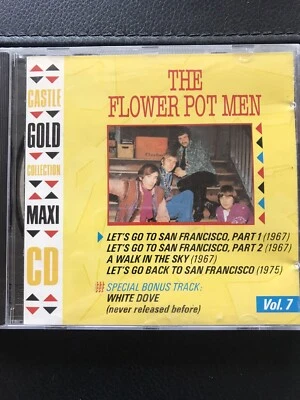 CASTLE
GOLD
COLLECTION
MAXI
CD
THE
FLOWER POT MEN
LET'S GO TO SAN FRANCISCO, PART 1 (1967)
LET'S GO TO SAN FRANCISCO, PART 2 (1967)
A WALK IN THE SKY (1967)
LET'S GO BACK TO SAN FRANCISCO (1975)
SPECIAL BONUS TRACK:
WHITE DOVE
(never released before)
Vol. 7